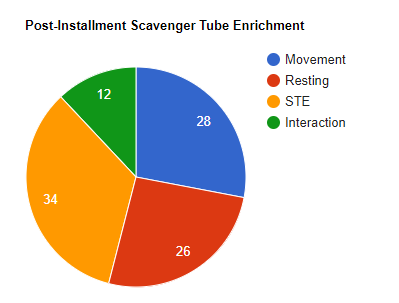 Post-Installment Scavenger Tube Enrichment
Movement
Resting
STE
Interaction
12
28
34
26